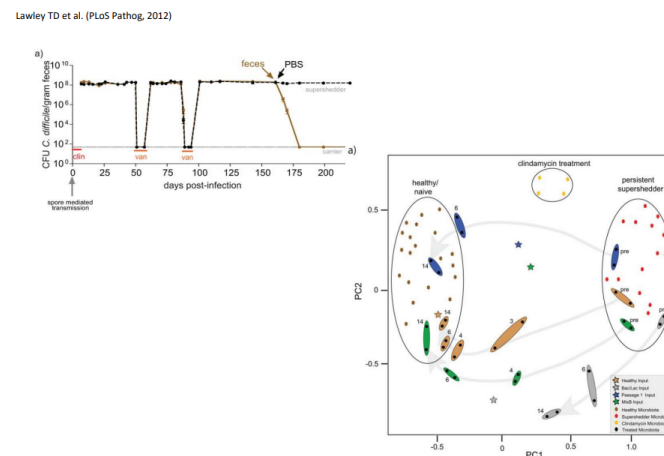 Lawley TD et al. (PLoS Pathog, 2012)
a)
CFU C. difficile/gram feces
10¹⁰
10⁸
10⁶
10⁴
10²
10⁰
feces
PBS
supershedder
carrier
clin
van
van
0 25 50 75 100 125 150 175 200
days post-infection
spore mediated
transmission
a)
clindamycin treatment
healthy/
naive
persistent
supershedder
PC2
0.5
0
-0.5
6
14
14
14
6
4
3
6
4
6
14
pre
pre
pre
Healthy Input
Bac/Lac Input
Passage 1 Input
MixB Input
Healthy Microbiota
Supershedder
Clindamycin
Treated Microbiota
-0.5 0 0.5 1.0
PC1